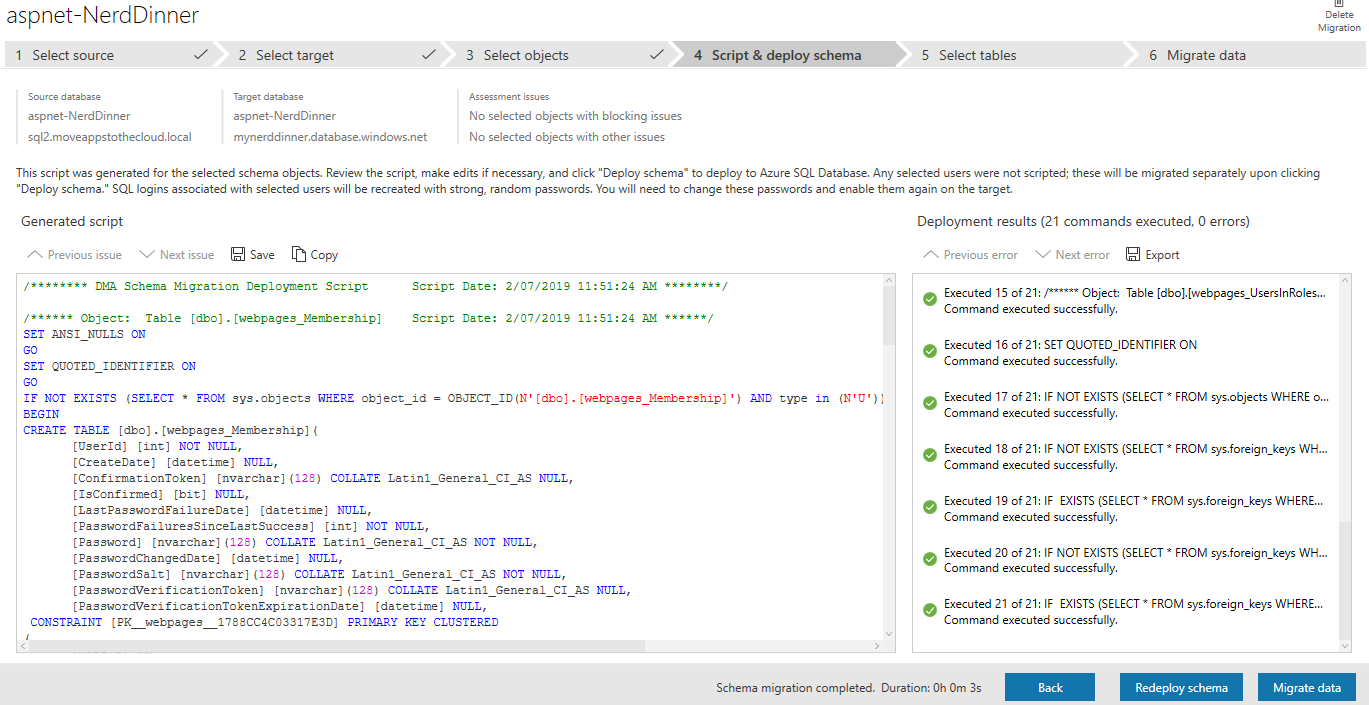 aspnet-NerdDinner
Delete
Migration
1 Select source
2 Select target
3 Select objects
4 Script & deploy schema
5 Select tables
6 Migrate data
Source database
aspnet-NerdDinner
sql2.moveappstothecloud.local
Target database
aspnet-NerdDinner
mynerddinner.database.windows.net
Assessment issues
No selected objects with blocking issues
No selected objects with other issues
This script was generated for the selected schema objects. Review the script, make edits if necessary, and click "Deploy schema" to deploy to Azure SQL Database. Any selected users were not scripted; these will be migrated separately upon clicking
"Deploy schema." SQL logins associated with selected users will be recreated with strong, random passwords. You will need to change these passwords and enable them again on the target.
Generated script
Previous issue Next issue Save Copy
/******** DMA Schema Migration Deployment Script      Script Date: 2/07/2019 11:51:24 AM ********/
/****** Object:  Table [dbo].[webpages_Membership]    Script Date: 2/07/2019 11:51:24 AM ******/
SET ANSI_NULLS ON
GO
SET QUOTED_IDENTIFIER ON
GO
IF NOT EXISTS (SELECT * FROM sys.objects WHERE object_id = OBJECT_ID(N'[dbo].[webpages_Membership]') AND type in (N'U'))
BEGIN
CREATE TABLE [dbo].[webpages_Membership](
[UserId] [int] NOT NULL,
[CreateDate] [datetime] NULL,
[ConfirmationToken] [nvarchar](128) COLLATE Latin1_General_CI_AS NULL,
[IsConfirmed] [bit] NULL,
[LastPasswordFailureDate] [datetime] NULL,
[PasswordFailuresSinceLastSuccess] [int] NOT NULL,
[Password] [nvarchar](128) COLLATE Latin1_General_CI_AS NOT NULL,
[PasswordChangedDate] [datetime] NULL,
[PasswordSalt] [nvarchar](128) COLLATE Latin1_General_CI_AS NOT NULL,
[PasswordVerificationToken] [nvarchar](128) COLLATE Latin1_General_CI_AS NULL,
[PasswordVerificationTokenExpirationDate] [datetime] NULL,
CONSTRAINT [PK__webpages__1788CC4C03317E3D] PRIMARY KEY CLUSTERED
(
Deployment results (21 commands executed, 0 errors)
Previous error Next error Export
Executed 15 of 21: /****** Object:  Table [dbo].[webpages_UsersInRoles...
Command executed successfully.
Executed 16 of 21: SET QUOTED_IDENTIFIER ON
Command executed successfully.
Executed 17 of 21: IF NOT EXISTS (SELECT * FROM sys.objects WHERE o...
Command executed successfully.
Executed 18 of 21: IF NOT EXISTS (SELECT * FROM sys.foreign_keys WH...
Command executed successfully.
Executed 19 of 21: IF  EXISTS (SELECT * FROM sys.foreign_keys WHERE...
Command executed successfully.
Executed 20 of 21: IF NOT EXISTS (SELECT * FROM sys.foreign_keys WH...
Command executed successfully.
Executed 21 of 21: IF  EXISTS (SELECT * FROM sys.foreign_keys WHERE...
Command executed successfully.
Schema migration completed. Duration: 0h 0m 3s
Back
Redeploy schema
Migrate data